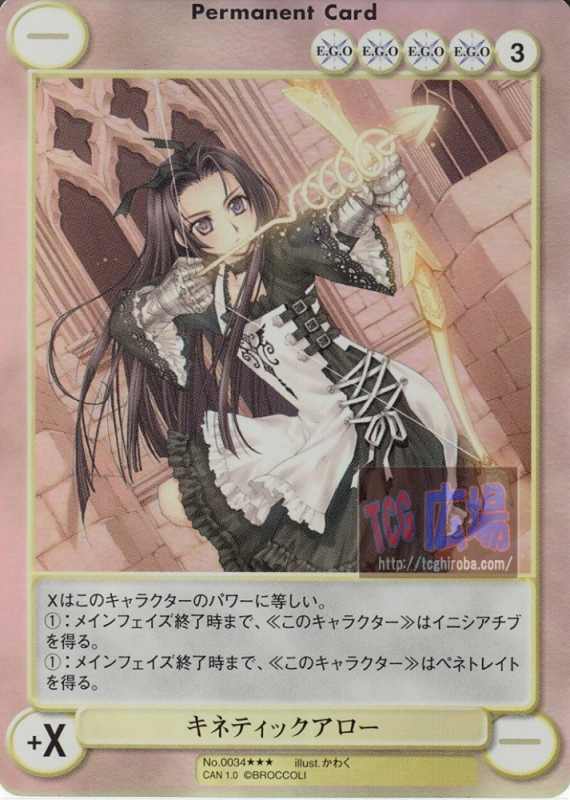 Permanent Card
—
E.G.O E.G.O E.G.O E.G.O 3
TCG 広場
http://tcghiroba.com/
Xはこのキャラクターのパワーに等しい。
①：メインフェイズ終了時まで、≪このキャラクター≫はイニシアチブ
を得る。
①：メインフェイズ終了時まで、≪このキャラクター≫はペネトレイト
を得る。
キネティックアロー
+X
—
No.0034★★★ illust.かわく
CAN 1.0 ©BROCCOLI